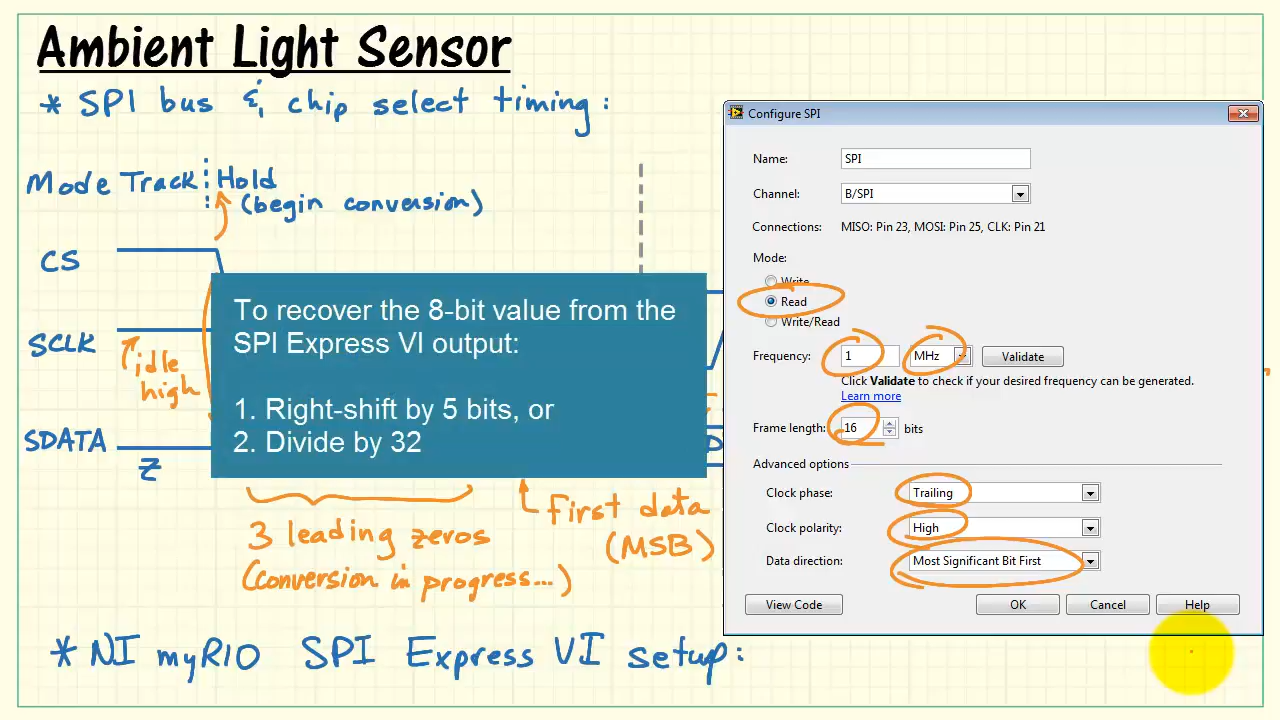 Ambient Light Sensor
* SPI bus & chip select timing:
Mode Track Hold
(begin conversion)
CS
SCLK
idle
high
SDATA
Z
To recover the 8-bit value from the
SPI Express VI output:
1. Right-shift by 5 bits, or
2. Divide by 32
3 leading zeros
(conversion in progress...)
first data
(MSB)
* NI myRIO SPI Express VI setup:
Configure SPI
Name: SPI
Channel: B/SPI
Connections: MISO: Pin 23, MOSI: Pin 25, CLK: Pin 21
Mode:
Write
Read
Write/Read
Frequency: 1 MHz Validate
Click Validate to check if your desired frequency can be generated.
Learn more
Frame length: 16 bits
Advanced options
Clock phase: Trailing
Clock polarity: High
Data direction: Most Significant Bit First
View Code OK Cancel Help